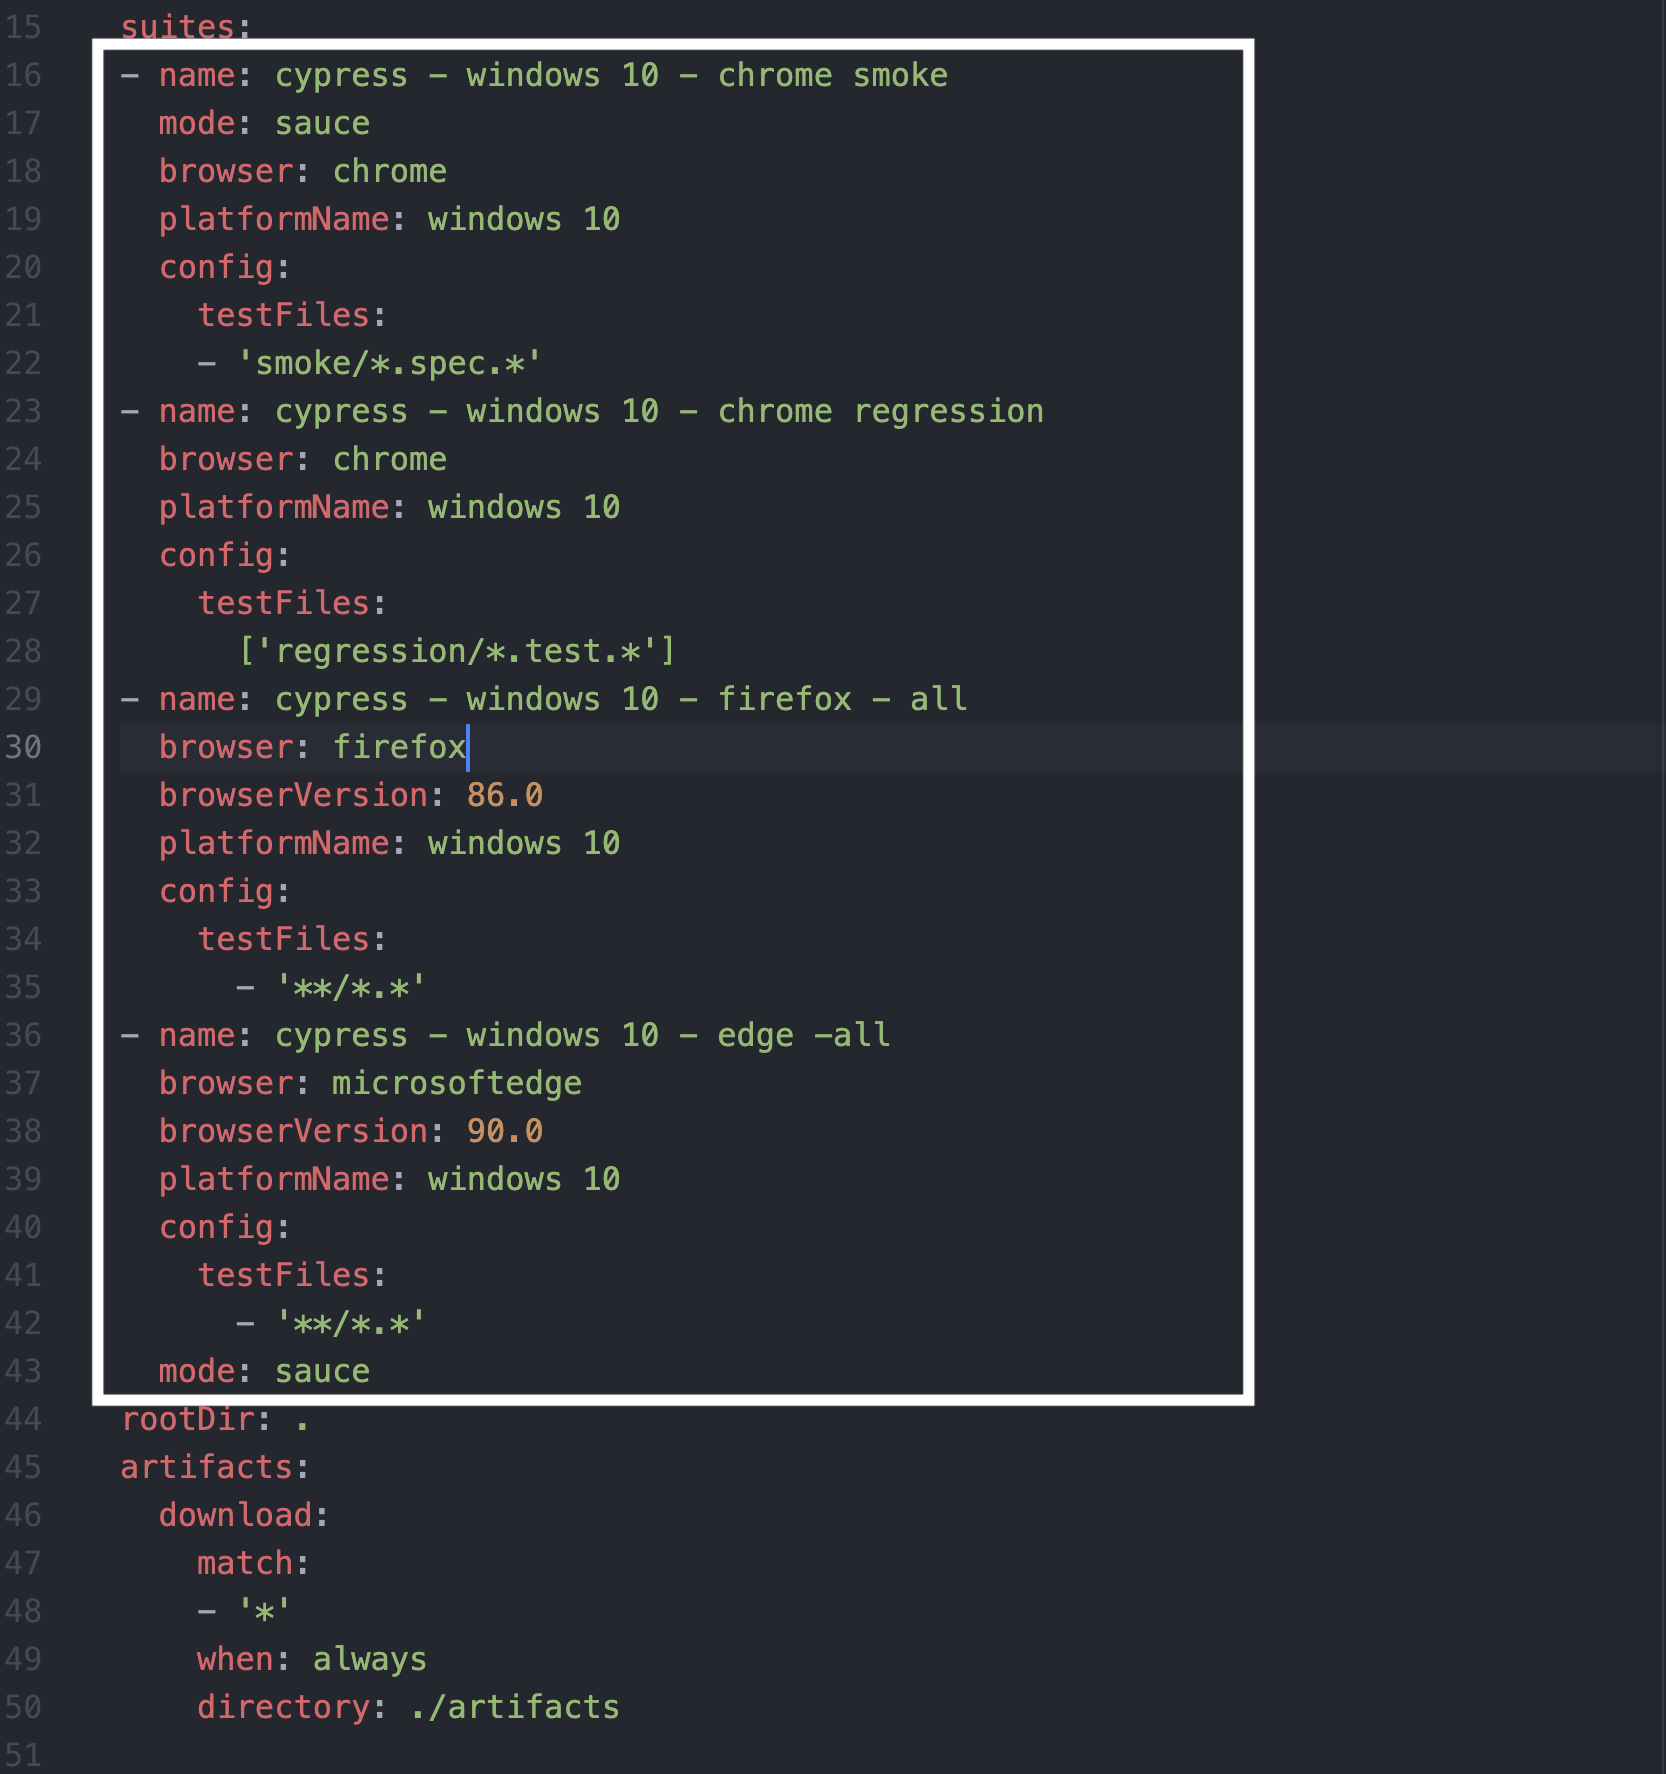 15 suites:
16 - name: cypress - windows 10 - chrome smoke
17   mode: sauce
18   browser: chrome
19   platformName: windows 10
20   config:
21     testFiles:
22     - 'smoke/*.spec.*'
23 - name: cypress - windows 10 - chrome regression
24   browser: chrome
25   platformName: windows 10
26   config:
27     testFiles:
28       ['regression/*.test.*']
29 - name: cypress - windows 10 - firefox - all
30   browser: firefox
31   browserVersion: 86.0
32   platformName: windows 10
33   config:
34     testFiles:
35       - '**/*.*'
36 - name: cypress - windows 10 - edge -all
37   browser: microsoftedge
38   browserVersion: 90.0
39   platformName: windows 10
40   config:
41     testFiles:
42       - '**/*.*'
43   mode: sauce
44 rootDir: .
45 artifacts:
46   download:
47     match:
48     - '*'
49     when: always
50     directory: ./artifacts
51